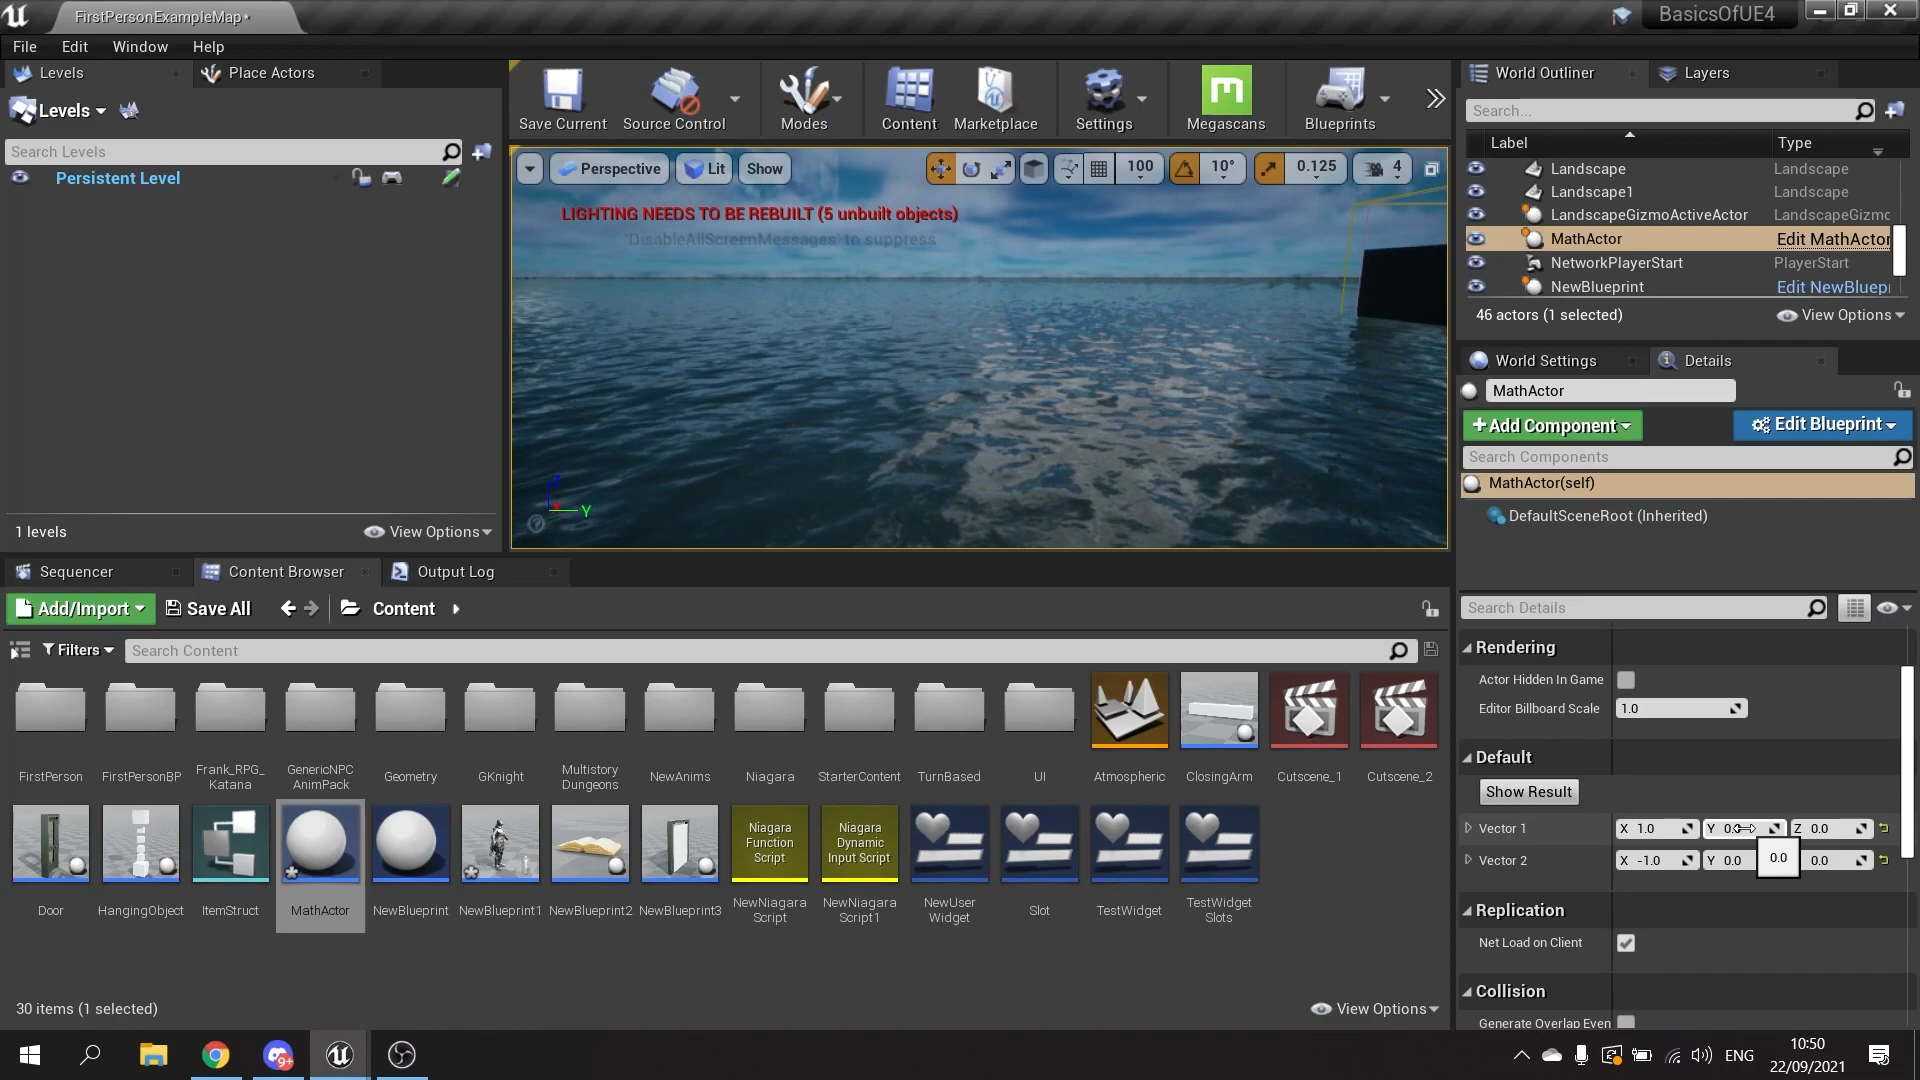 FirstPersonExampleMap*
BasicsOfUE4
File Edit Window Help
Levels
Place Actors
Levels
Search Levels
Persistent Level
1 levels
View Options
Save Current
Source Control
Modes
Content
Marketplace
Settings
Megascans
Blueprints
Perspective
Lit
Show
100
10°
0.125
4
LIGHTING NEEDS TO BE REBUILT (5 unbuilt objects)
'DisableAllScreenMessages' to suppress
Z
Y
World Outliner
Layers
Search...
Label Type
Landscape Landscape
Landscape1 Landscape
LandscapeGizmoActiveActor LandscapeGizmo
MathActor Edit MathActor
NetworkPlayerStart PlayerStart
NewBlueprint Edit NewBluepr
46 actors (1 selected)
View Options
World Settings
Details
MathActor
Add Component
Edit Blueprint
Search Components
MathActor(self)
DefaultSceneRoot (Inherited)
Search Details
Rendering
Actor Hidden In Game
Editor Billboard Scale 1.0
Default
Show Result
Vector 1 X 1.0 Y Z 0.0
Vector 2 X -1.0 Y 0.0 0.0
0.0
Replication
Net Load on Client
Collision
Generate Overlap Even
Sequencer
Content Browser
Output Log
Add/Import
Save All
Content
Filters
Search Content
FirstPerson
FirstPersonBP
Frank_RPG_
Katana
GenericNPC
AnimPack
Geometry
GKnight
Multistory
Dungeons
NewAnims
Niagara
StarterContent
TurnBased
UI
Atmospheric
ClosingArm
Cutscene_1
Cutscene_2
Niagara
Function
Script
Niagara
Dynamic
Input Script
Door
HangingObject
ItemStruct
MathActor
NewBlueprint
NewBlueprint1
NewBlueprint2
NewBlueprint3
NewNiagara
Script
NewNiagara
Script1
NewUser
Widget
Slot
TestWidget
TestWidget
Slots
30 items (1 selected)
View Options
9+
ENG
10:50
22/09/2021